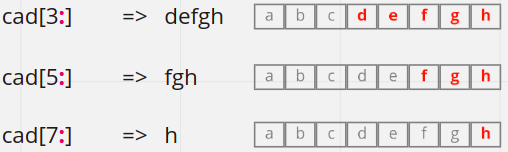 cad[3:] => defgh a b c d e f g h
cad[5:] => fgh a b c d e f g h
cad[7:] => h a b c d e f g h